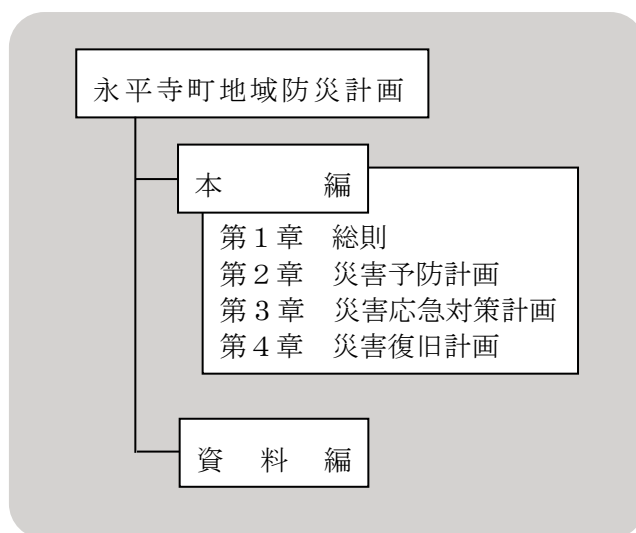 永平寺町地域防災計画
本　　　編
第１章　総則
第２章　災害予防計画
第３章　災害応急対策計画
第４章　災害復旧計画
資　料　編